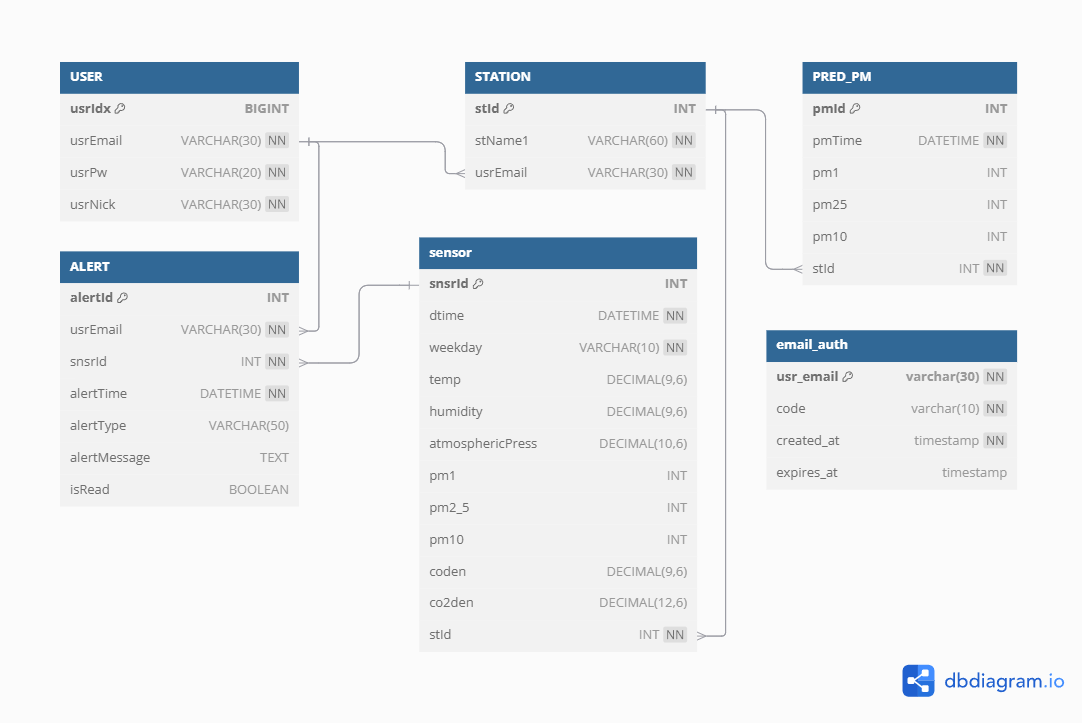 USER
usrIdx BIGINT
usrEmail VARCHAR(30) NN
usrPw VARCHAR(20) NN
usrNick VARCHAR(30) NN
STATION
stId INT
stName1 VARCHAR(60) NN
usrEmail VARCHAR(30) NN
PRED_PM
pmId INT
pmTime DATETIME NN
pm1 INT
pm25 INT
pm10 INT
stId INT NN
ALERT
alertId INT
usrEmail VARCHAR(30) NN
snsrId INT NN
alertTime DATETIME NN
alertType VARCHAR(50)
alertMessage TEXT
isRead BOOLEAN
sensor
snsrId INT
dtime DATETIME NN
weekday VARCHAR(10) NN
temp DECIMAL(9,6)
humidity DECIMAL(9,6)
atmosphericPress DECIMAL(10,6)
pm1 INT
pm2_5 INT
pm10 INT
coden DECIMAL(9,6)
co2den DECIMAL(12,6)
stId INT NN
email_auth
usr_email varchar(30) NN
code varchar(10) NN
created_at timestamp NN
expires_at timestamp
dbdiagram.io